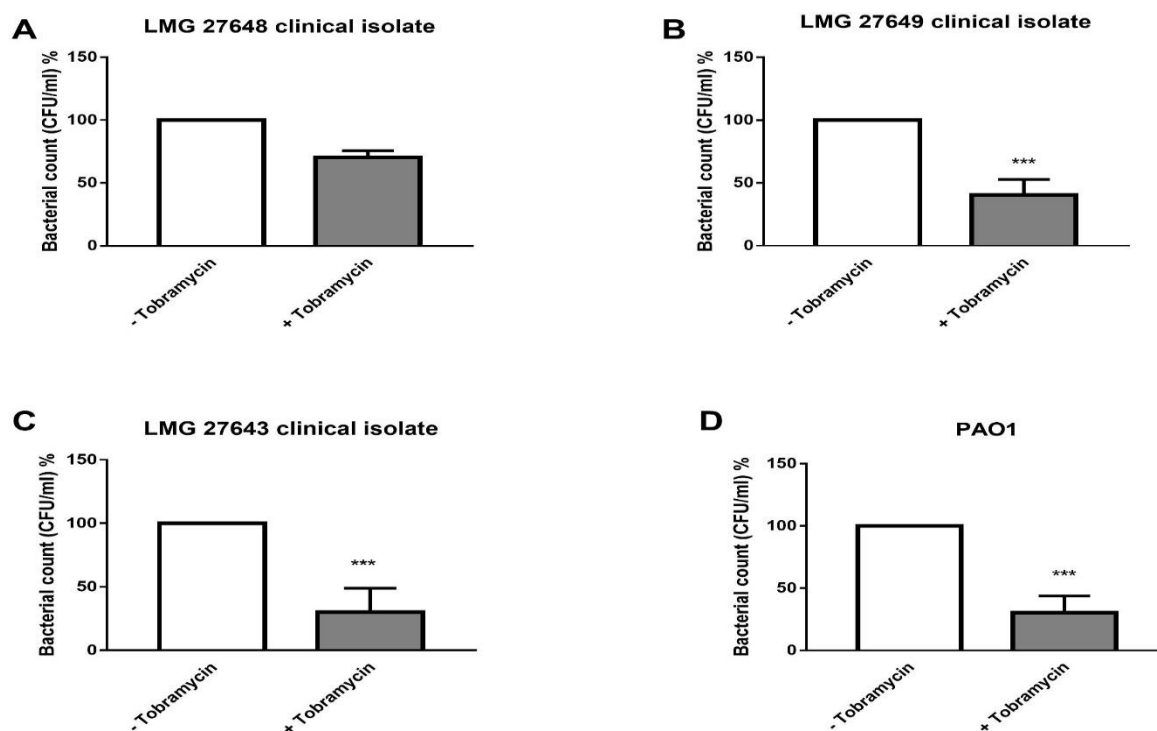 A
LMG 27648 clinical isolate
Bacterial count (CFU/ml) %
150
100
50
0
- Tobramycin
+ Tobramycin
B
LMG 27649 clinical isolate
Bacterial count (CFU/ml) %
150
100
50
0
***
- Tobramycin
+ Tobramycin
C
LMG 27643 clinical isolate
Bacterial count (CFU/ml) %
150
100
50
0
***
- Tobramycin
+ Tobramycin
D
PAO1
Bacterial count (CFU/ml) %
150
100
50
0
***
- Tobramycin
+ Tobramycin